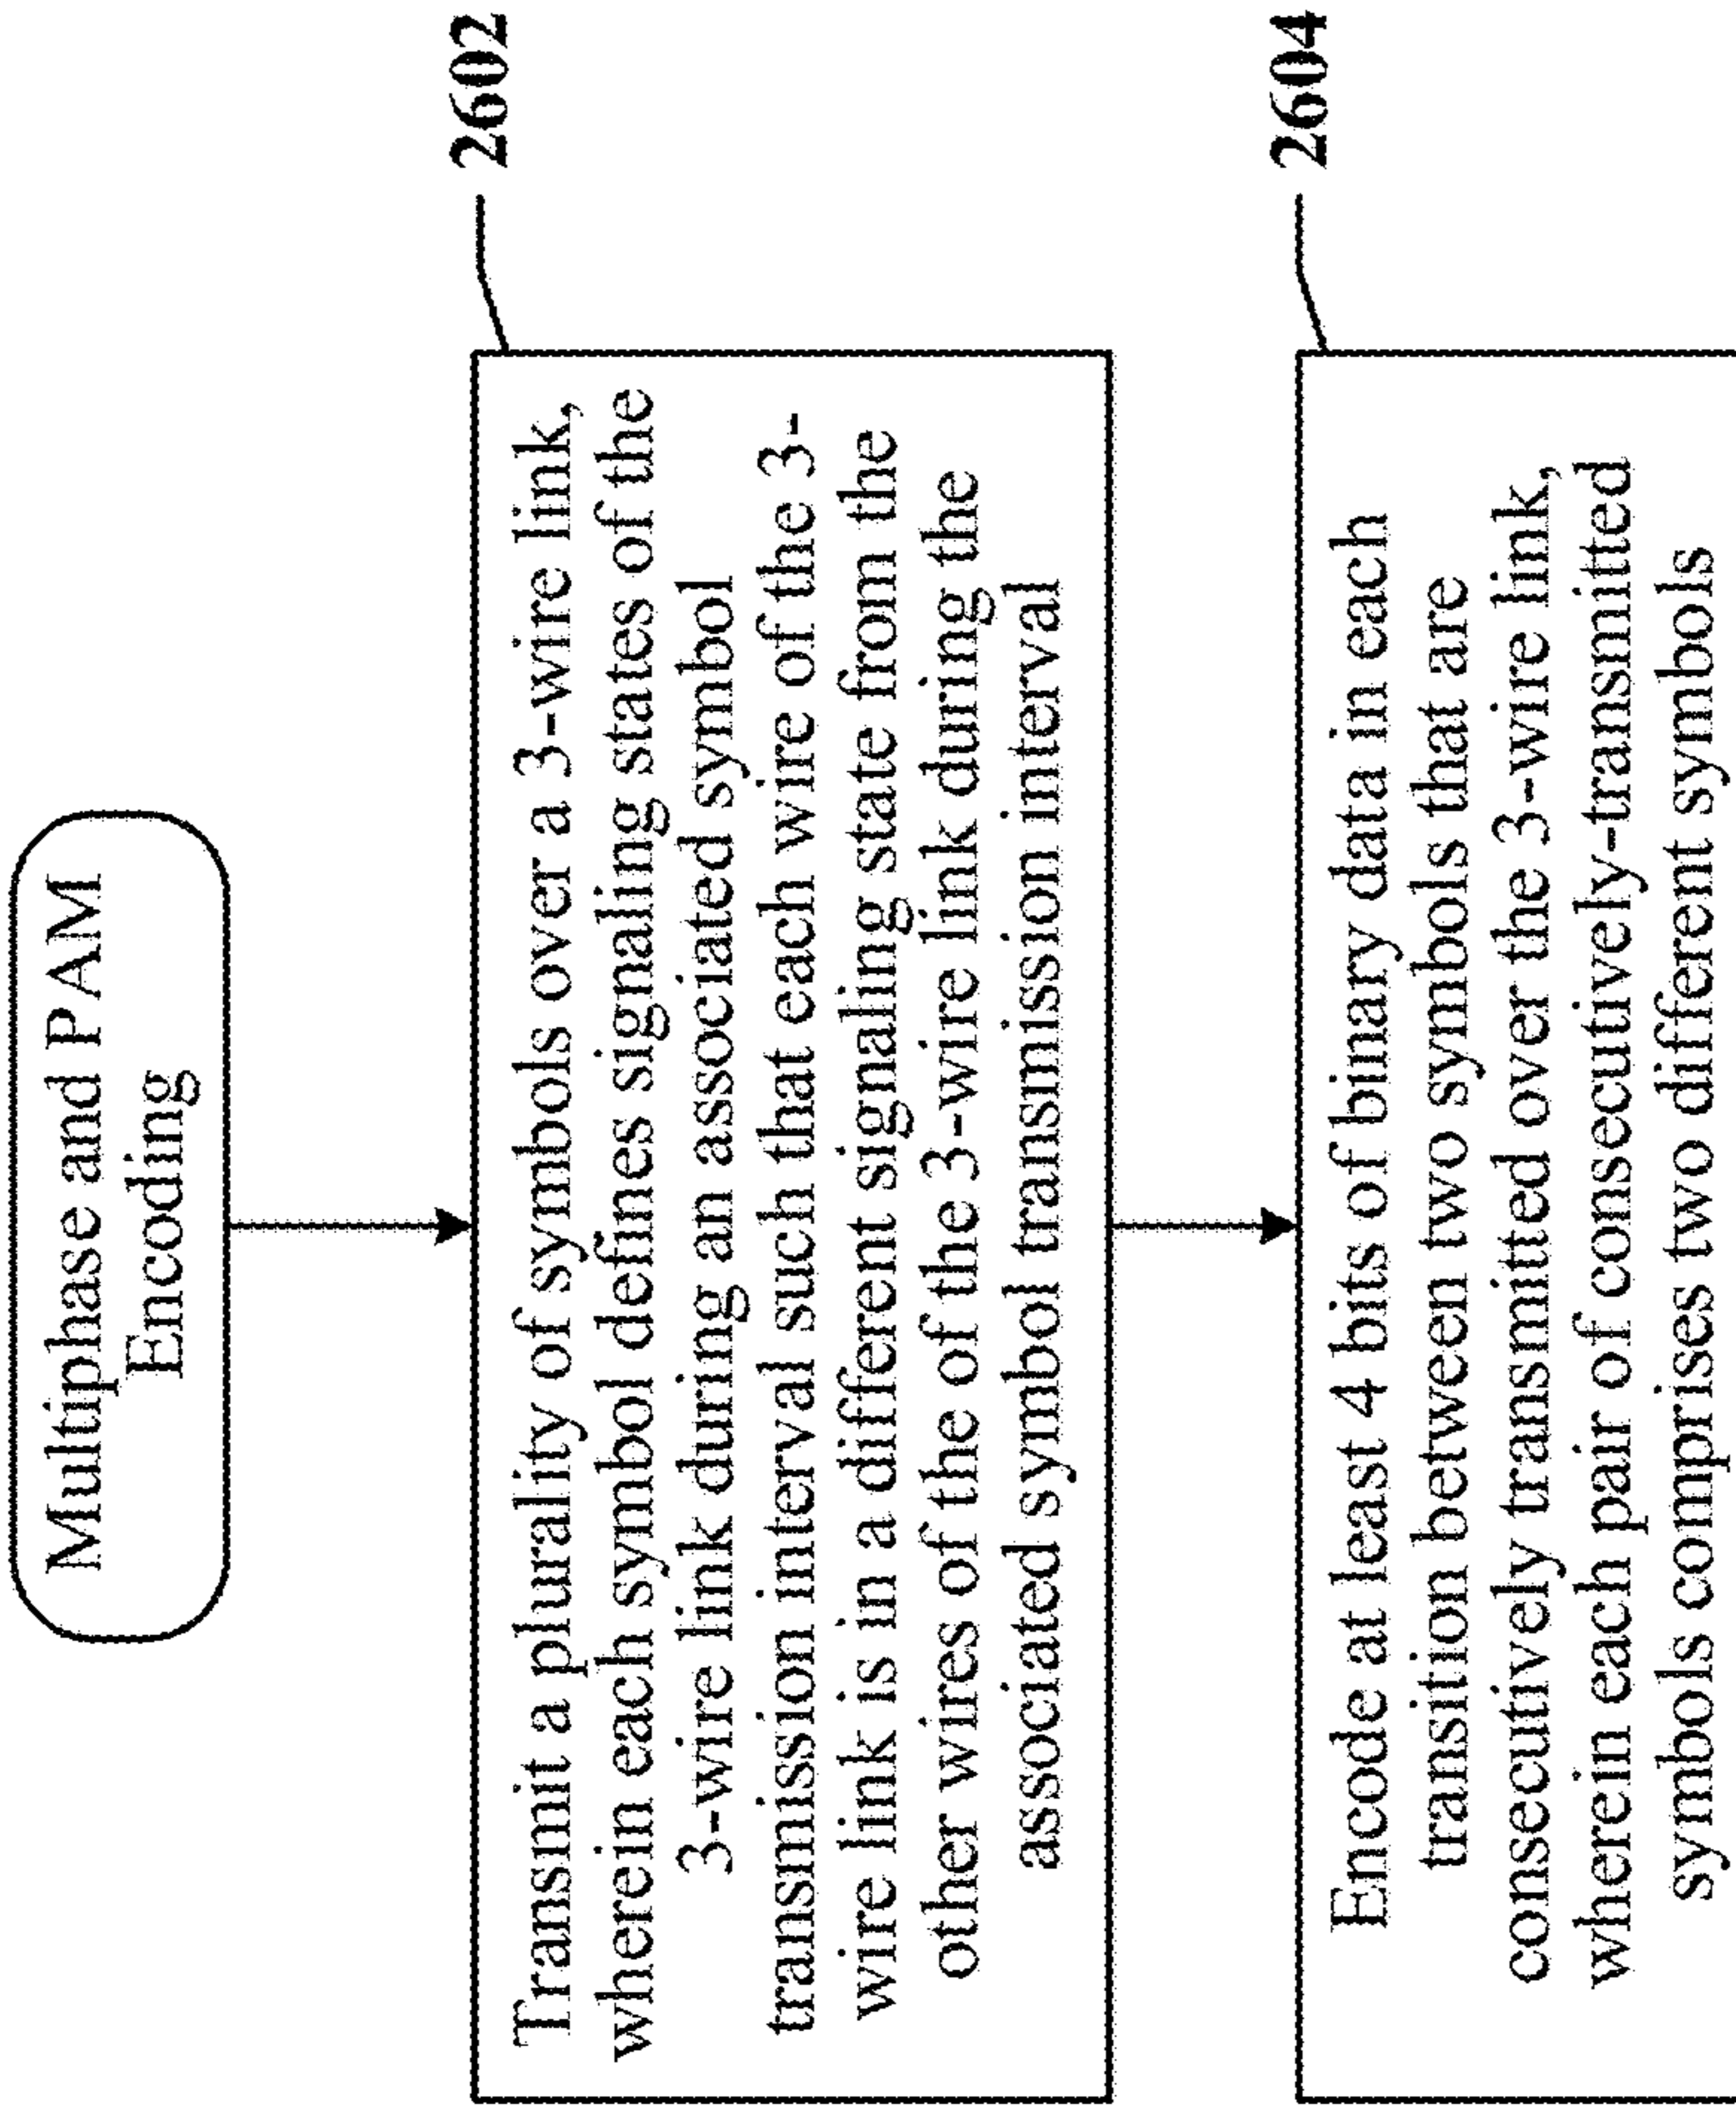 Multiphase and PAM
Encoding
2602
Transmit a plurality of symbols over a 3-wire link,
wherein each symbol defines signaling states of the
3-wire link during an associated symbol
transmission interval such that each wire of the 3-
wire link is in a different signaling state from the
other wires of the of the 3-wire link during the
associated symbol transmission interval
2604
Encode at least 4 bits of binary data in each
transition between two symbols that are
consecutively transmitted over the 3-wire link,
wherein each pair of consecutively-transmitted
symbols comprises two different symbols